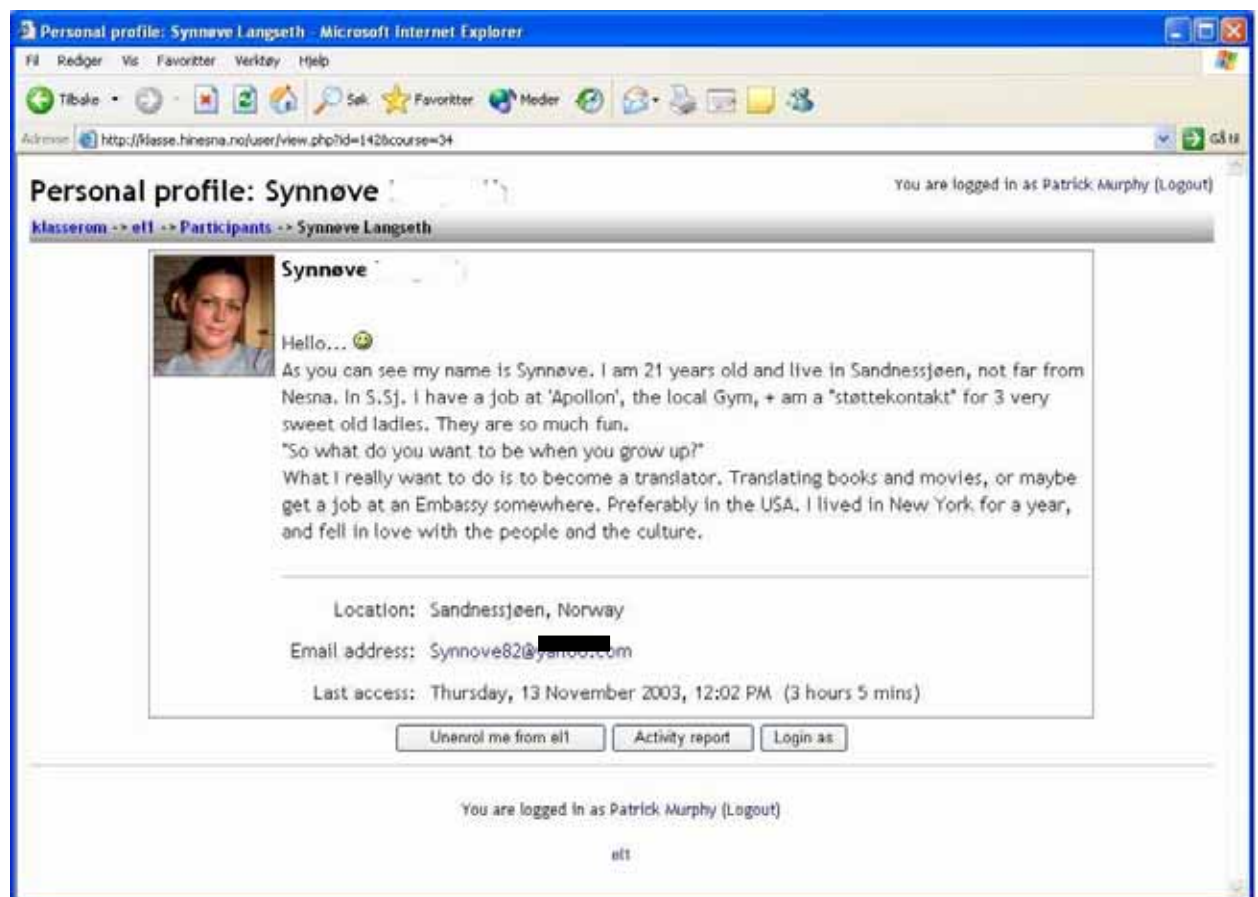 Personal profile: Synnøve Langseth - Microsoft Internet Explorer
Fil Rediger Vis Favoritter Verktøy Hjelp
Tilbake Søk Favoritter Medier
Adresse http://klasse.hinesna.no/user/view.php?id=142&course=34 Gå til
Personal profile: Synnøve
You are logged in as Patrick Murphy (Logout)
klasserom -> el1 -> Participants -> Synnøve Langseth
Synnøve
Hello...
As you can see my name is Synnøve. I am 21 years old and live in Sandnessjøen, not far from
Nesna. In S.Sj. I have a job at 'Apollon', the local Gym, + am a "støttekontakt" for 3 very
sweet old ladies. They are so much fun.
"So what do you want to be when you grow up?"
What I really want to do is to become a translator. Translating books and movies, or maybe
get a job at an Embassy somewhere. Preferably in the USA. I lived in New York for a year,
and fell in love with the people and the culture.
Location: Sandnessjøen, Norway
Email address: Synnove82@
Last access: Thursday, 13 November 2003, 12:02 PM (3 hours 5 mins)
Unenrol me from el1 Activity report Login as
You are logged in as Patrick Murphy (Logout)
el1